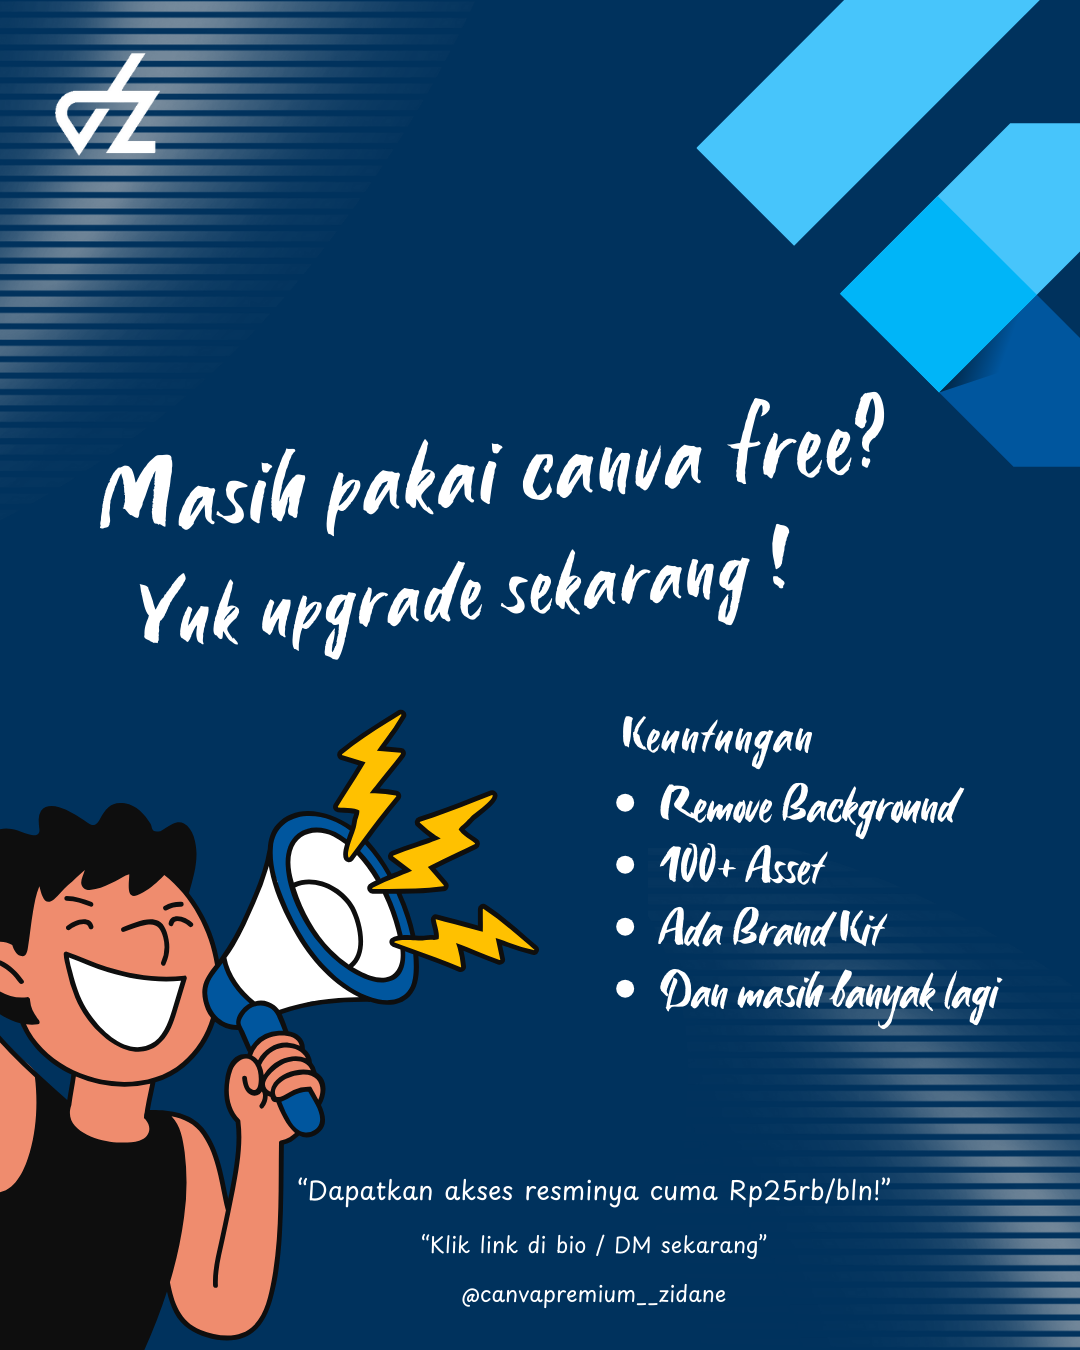 dz
Masih pakai canva free?
Yuk upgrade sekarang !
Keuntungan
Remove Background
100+ Asset
Ada Brand Kit
Dan masih banyak lagi
“Dapatkan akses resminya cuma Rp25rb/bln!”
“Klik link di bio / DM sekarang”
@canvapremium__zidane